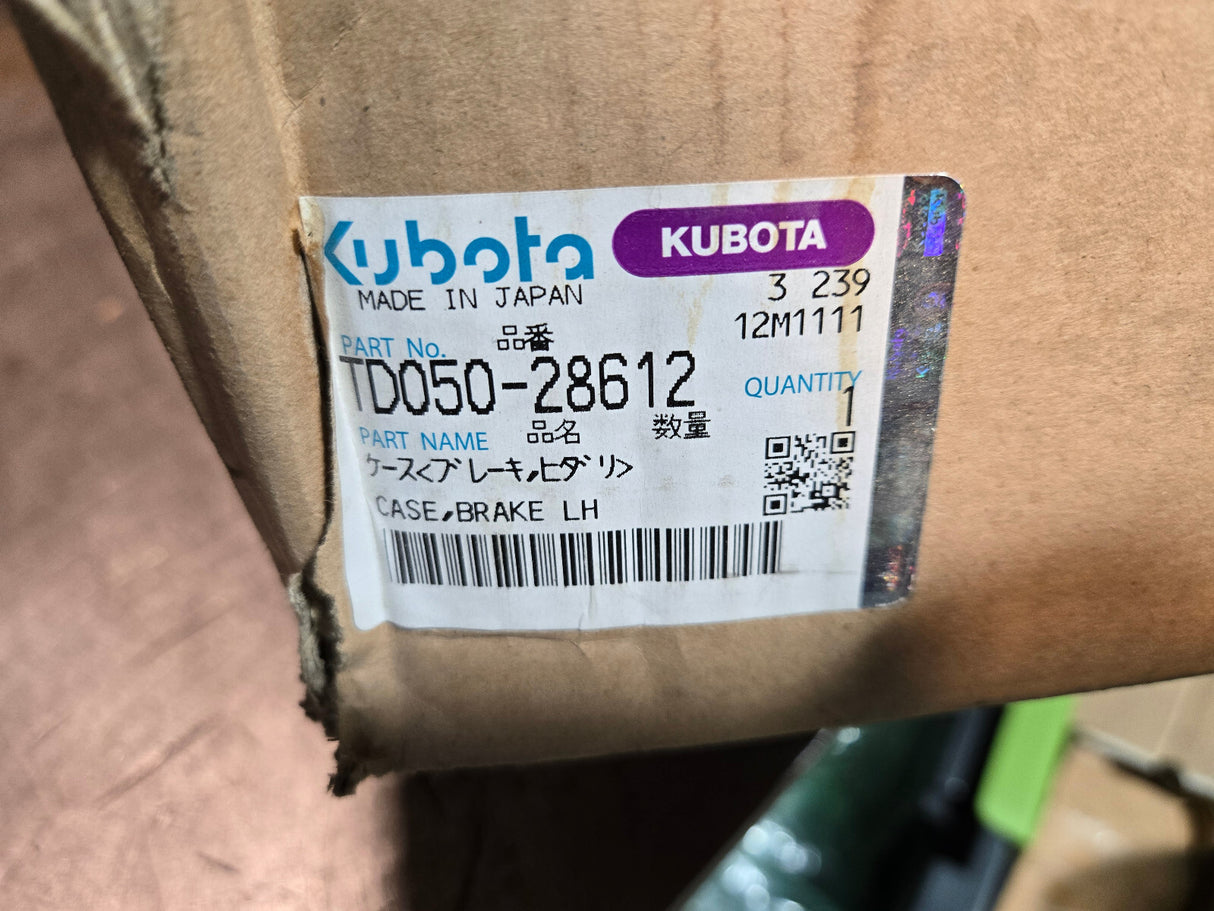 Kubota KUBOTA
MADE IN JAPAN 3 239
12M1111
PART No. 品番
TD050-28612 QUANTITY
1
PART NAME 品名 数量
ケース<ブレーキ,ヒダリ>
CASE,BRAKE LH